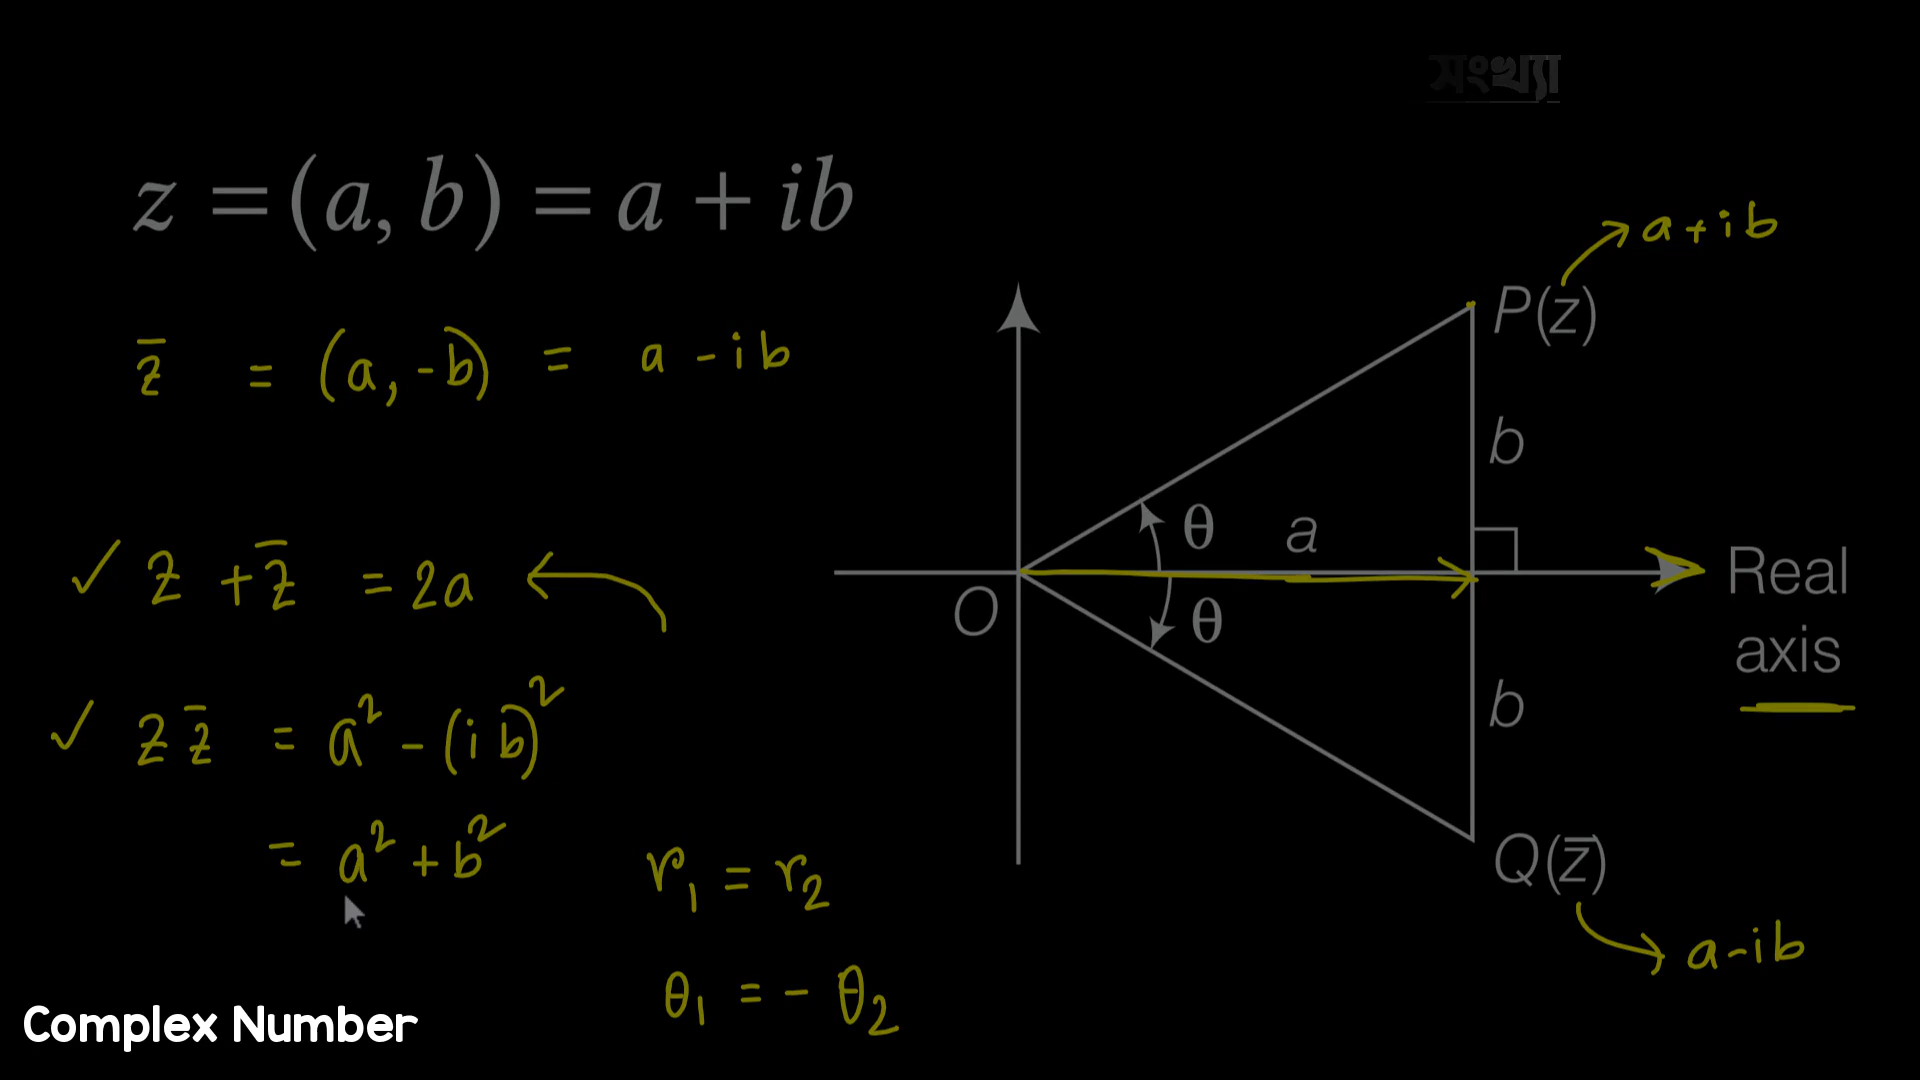 সংখ্যা
z = (a, b) = a + ib
z̄ = (a, -b) = a - ib
✓ z + z̄ = 2a
✓ z z̄ = a² - (ib)²
= a² + b²
r₁ = r₂
θ₁ = - θ₂
a + ib
P(z)
b
θ
a
O
θ
Real
axis
b
Q(z̄)
a - ib
Complex Number